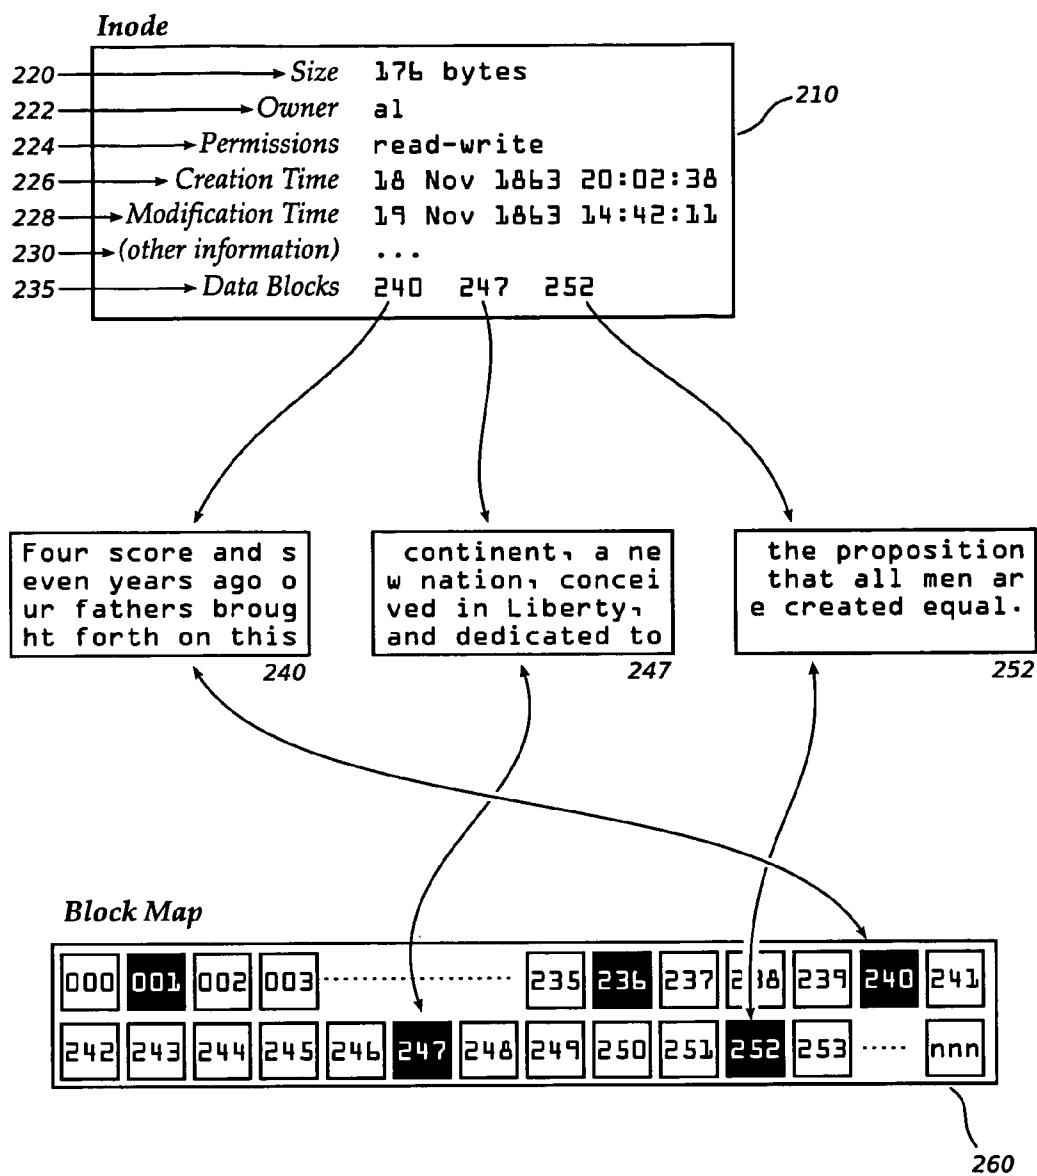 Inode
220 Size 176 bytes
222 Owner al
210
224 Permissions read-write
226 Creation Time 18 Nov 1863 20:02:38
228 Modification Time 19 Nov 1863 14:42:11
230 (other information) ...
235 Data Blocks 240 247 252
Four score and s
even years ago o
ur fathers broug
ht forth on this
240
continent, a ne
w nation, concei
ved in Liberty,
and dedicated to
247
the proposition
that all men ar
e created equal.
252
Block Map
000 001 002 003 ................ 235 236 237 238 239 240 241
242 243 244 245 246 247 248 249 250 251 252 253 ..... nnn
260